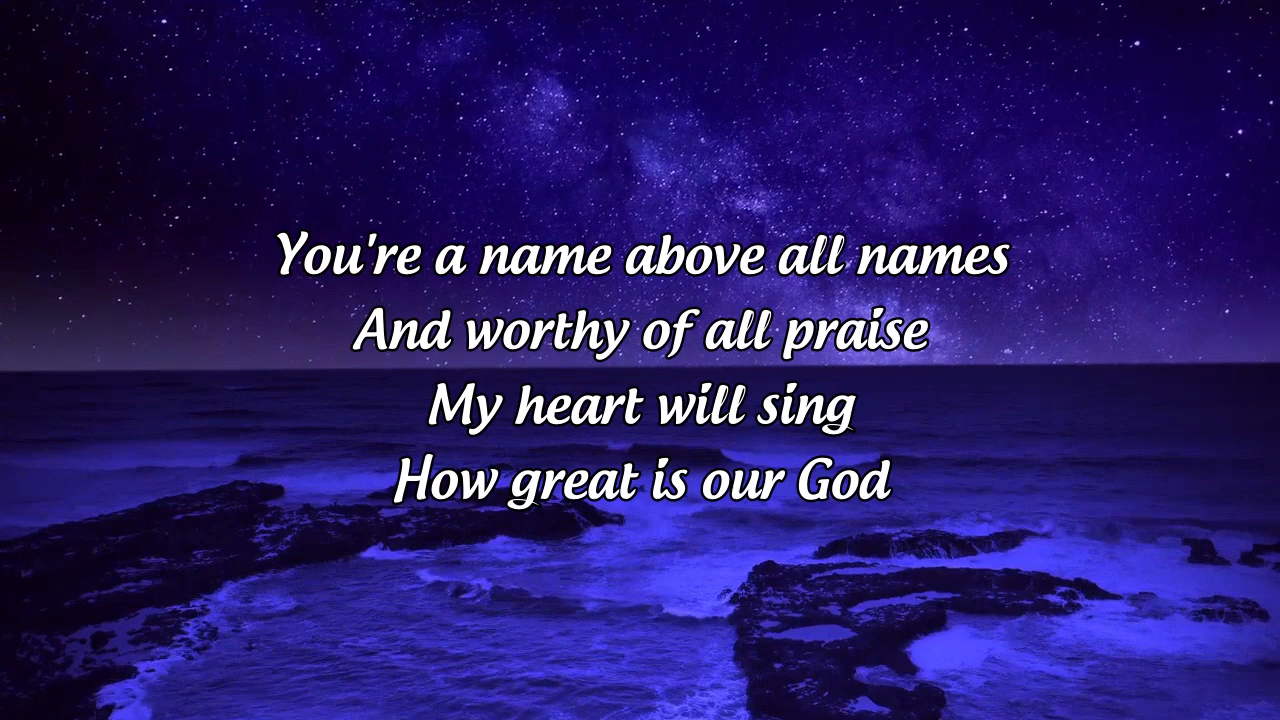 You're a name above all names
And worthy of all praise
My heart will sing
How great is our God